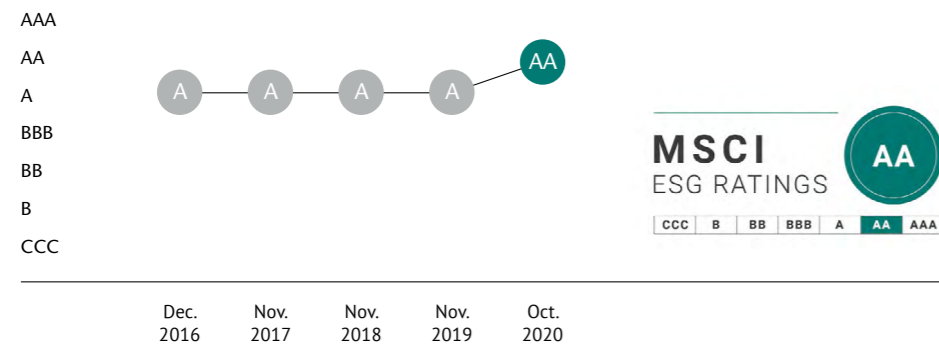 AAA
AA
A
BBB
BB
B
CCC
A A A A AA
MSCI
ESG RATINGS
AA
CCC B BB BBB A AA AAA
Dec. Nov. Nov. Nov. Oct.
2016 2017 2018 2019 2020